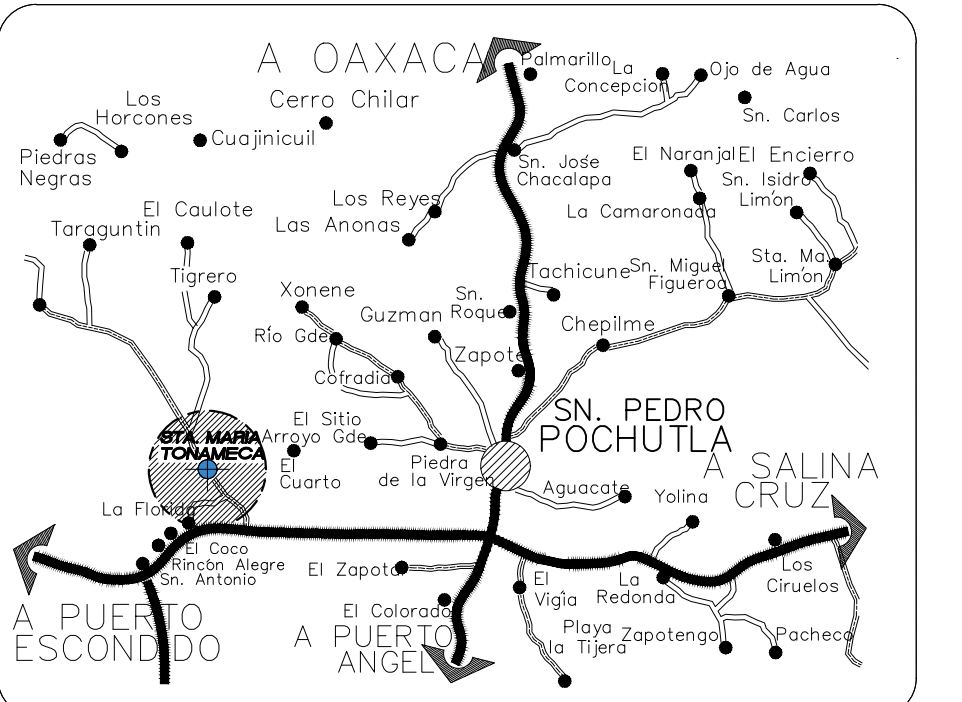 A OAXACA
Palmarillo
La
Concepcion
Ojo de Agua
Los
Horcones
Cerro Chilar
Cuajinicuil
Sn. Carlos
Piedras
Negras
Sn. Jose
Chacalapa
El Naranjal
El Encierro
Sn. Isidro
Limón
Los Reyes
Las Anonas
La Camaronada
El Caulote
Taraguntin
Tigrero
Tachicune
Sn. Miguel
Figueroa
Sta. Ma.
Limón
Xonene
Sn.
Roque
Guzman
Río Gde.
Chepilme
Zapote
Cofradia
SN. PEDRO
POCHUTLA
El Sitio
Arroyo Gde.
STA. MARIA
TONAMECA
El
Cuarto
Piedra
de la Virgen
A SALINA
CRUZ
Aguacate
Yolina
La Florida
El Coco
Rincón Alegre
Sn. Antonio
El Zapotal
El
Vigía
La
Redonda
Los
Ciruelos
A PUERTO
ESCONDIDO
El Colorado
A PUERTO
ANGEL
Playa
la Tijera
Zapotengo
Pacheco